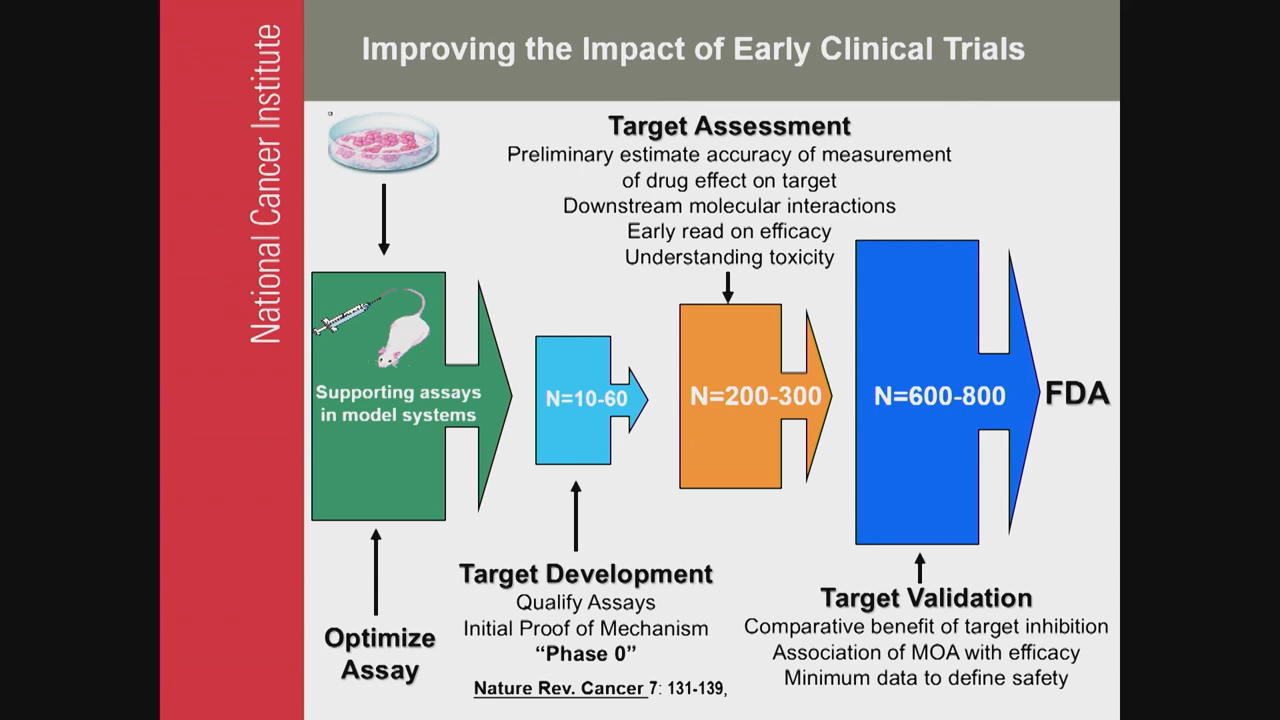 National Cancer Institute
Improving the Impact of Early Clinical Trials
Target Assessment
Preliminary estimate accuracy of measurement
of drug effect on target
Downstream molecular interactions
Early read on efficacy
Understanding toxicity
Supporting assays
in model systems
N=10-60
N=200-300
N=600-800
FDA
Optimize
Assay
Target Development
Qualify Assays
Initial Proof of Mechanism
“Phase 0”
Nature Rev. Cancer 7: 131-139,
Target Validation
Comparative benefit of target inhibition
Association of MOA with efficacy
Minimum data to define safety